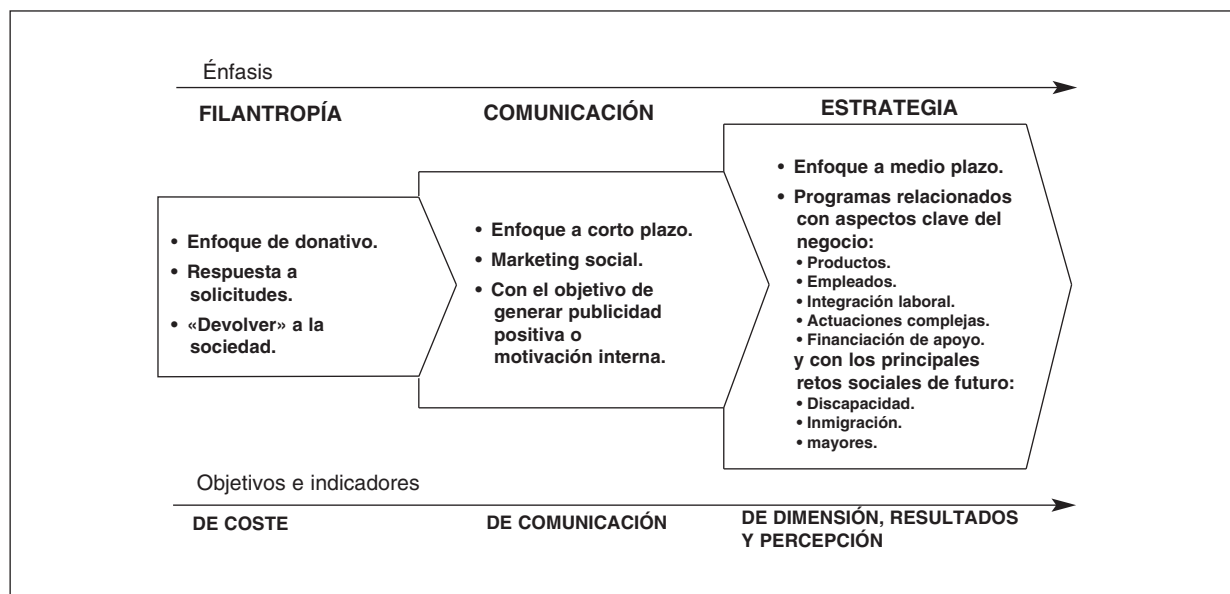 Énfasis
FILANTROPÍA
COMUNICACIÓN
ESTRATEGIA
• Enfoque de donativo.
• Respuesta a
solicitudes.
• «Devolver» a la
sociedad.
• Enfoque a corto plazo.
• Marketing social.
• Con el objetivo de
generar publicidad
positiva o
motivación interna.
• Enfoque a medio plazo.
• Programas relacionados
con aspectos clave del
negocio:
• Productos.
• Empleados.
• Integración laboral.
• Actuaciones complejas.
• Financiación de apoyo.
y con los principales
retos sociales de futuro:
• Discapacidad.
• Inmigración.
• mayores.
Objetivos e indicadores
DE COSTE
DE COMUNICACIÓN
DE DIMENSIÓN, RESULTADOS
Y PERCEPCIÓN